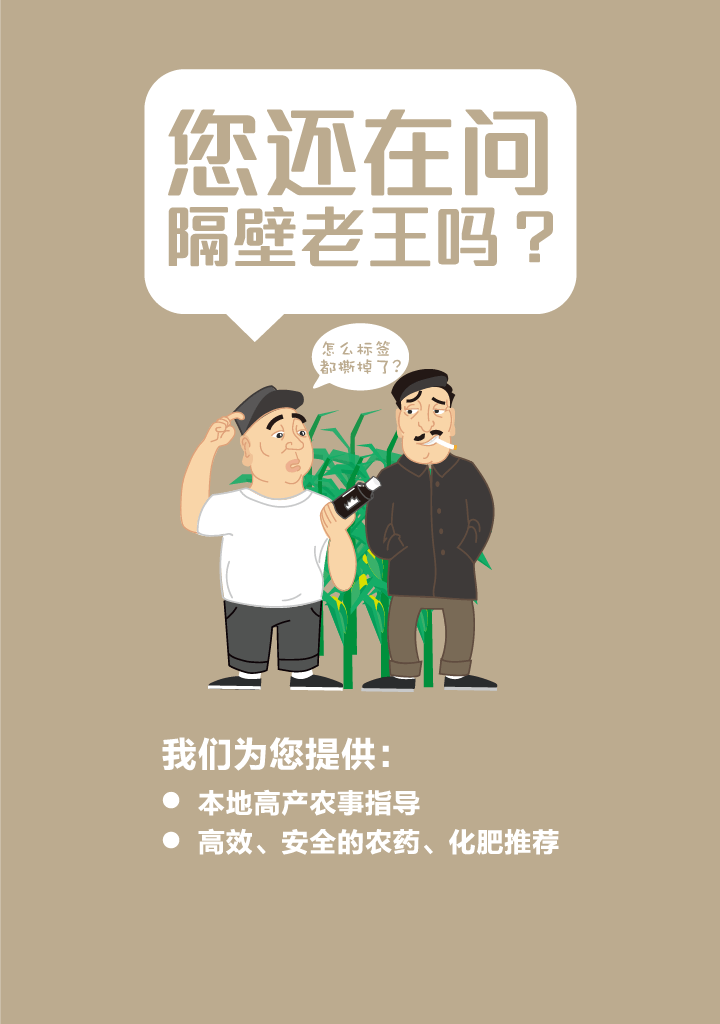 您还在问
隔壁老王吗？
怎么标签
都撕掉了？
我们为您提供：
● 本地高产农事指导
● 高效、安全的农药、化肥推荐